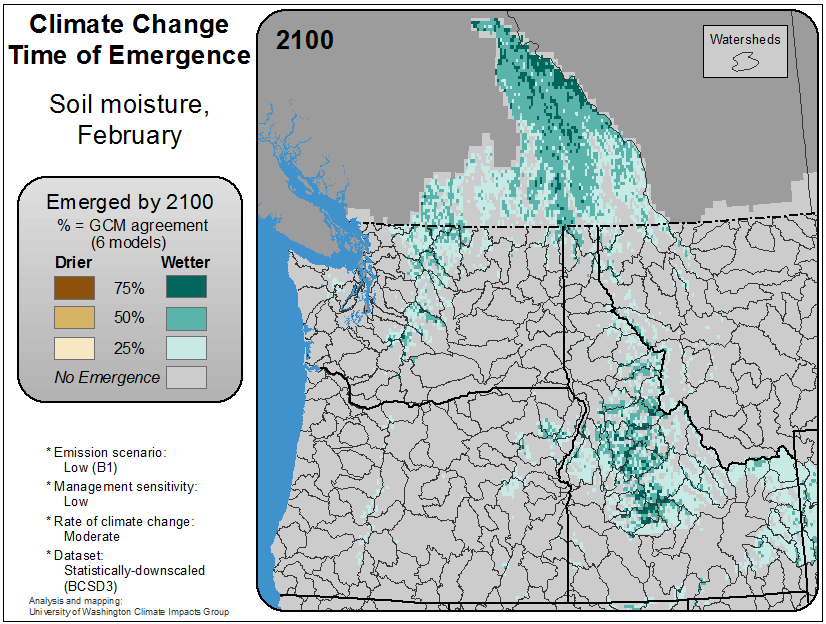 Climate Change
Time of Emergence
Soil moisture,
February
Emerged by 2100
% = GCM agreement
(6 models)
Drier Wetter
75%
50%
25%
No Emergence
* Emission scenario:
Low (B1)
* Management sensitivity:
Low
* Rate of climate change:
Moderate
* Dataset:
Statistically-downscaled
(BCSD3)
Analysis and mapping:
University of Washington Climate Impacts Group
2100
Watersheds